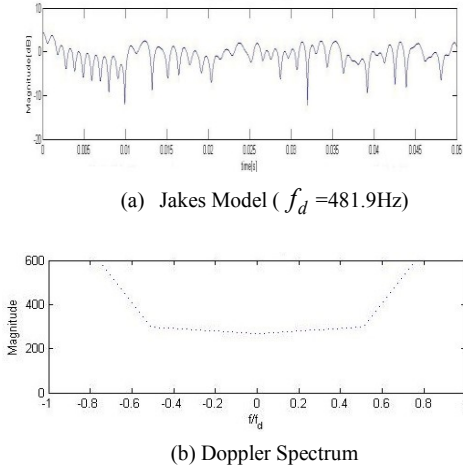 10
0
-10
-20
Magnitude[dB]
0 0.005 0.01 0.015 0.02 0.025 0.03 0.035 0.04 0.045 0.05
time[s]
(a) Jakes Model ( f_d =481.9Hz)
600
400
200
0
Magnitude
-1 -0.8 -0.6 -0.4 -0.2 0 0.2 0.4 0.6 0.8
f/f_d
(b) Doppler Spectrum